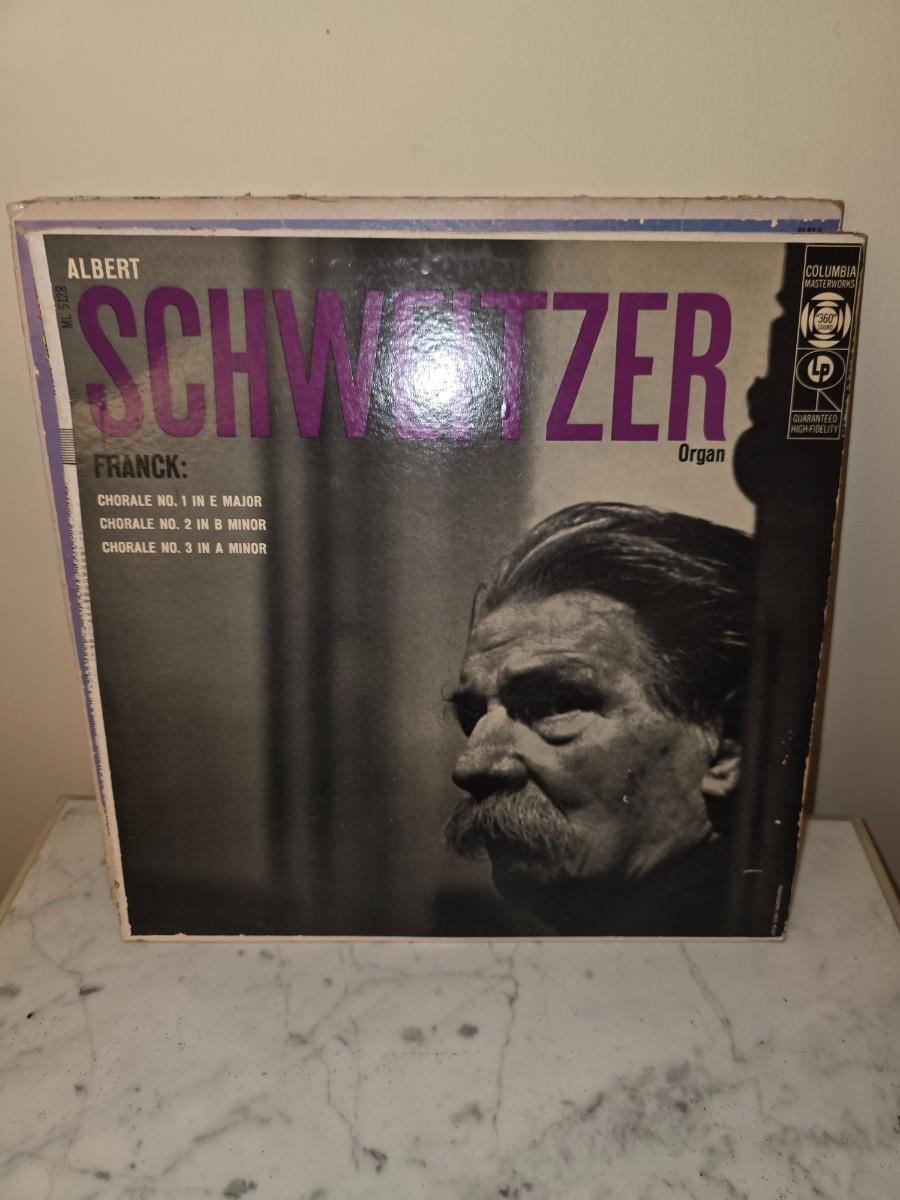 ALBERT
SCHWEITZER
Organ
ML 5128
FRANCK:
CHORALE NO. 1 IN E MAJOR
CHORALE NO. 2 IN B MINOR
CHORALE NO. 3 IN A MINOR
COLUMBIA
MASTERWORKS
"360"
SOUND
LP
GUARANTEED
HIGH-FIDELITY